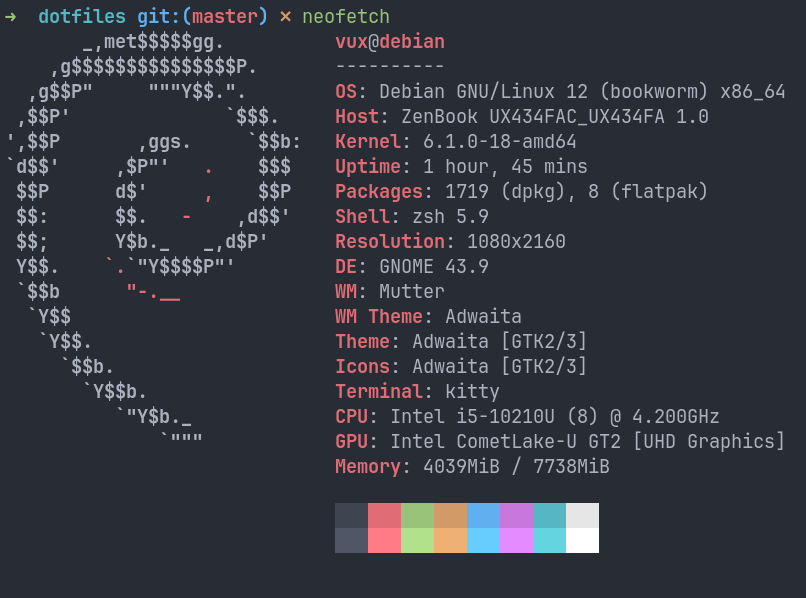 → dotfiles git:(master) × neofetch
       _,met$$$$$gg.          vux@debian
    ,g$$$$$$$$$$$$$$$P.       ----------
  ,g$$P"     """Y$$.".        OS: Debian GNU/Linux 12 (bookworm) x86_64
 ,$$P'              `$$$.     Host: ZenBook UX434FAC_UX434FA 1.0
',$$P       ,ggs.     `$$b:   Kernel: 6.1.0-18-amd64
`d$$'     ,$P"'   .    $$$    Uptime: 1 hour, 45 mins
 $$P      d$'     ,    $$P    Packages: 1719 (dpkg), 8 (flatpak)
 $$:      $$.   -    ,d$$'    Shell: zsh 5.9
 $$;      Y$b._   _,d$P'      Resolution: 1080x2160
 Y$$.    `.`"Y$$$$P"'         DE: GNOME 43.9
 `$$b      "-.__              WM: Mutter
  `Y$$                        WM Theme: Adwaita
   `Y$$.                      Theme: Adwaita [GTK2/3]
     `$$b.                    Icons: Adwaita [GTK2/3]
       `Y$$b.                 Terminal: kitty
          `"Y$b._             CPU: Intel i5-10210U (8) @ 4.200GHz
              `"""            GPU: Intel CometLake-U GT2 [UHD Graphics]
                              Memory: 4039MiB / 7738MiB